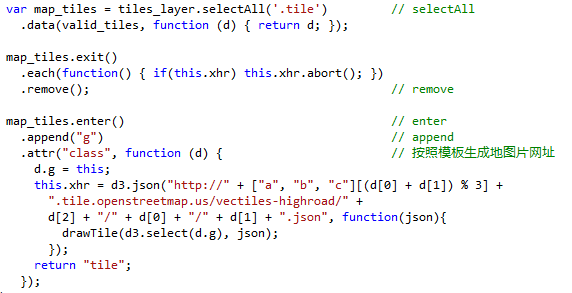 var map_tiles = tiles_layer.selectAll('.tile') // selectAll
.data(valid_tiles, function (d) { return d; });
map_tiles.exit()
.each(function() { if(this.xhr) this.xhr.abort(); })
.remove(); // remove
map_tiles.enter() // enter
.append("g") // append
.attr("class", function (d) { // 按照模板生成地图片网址
d.g = this;
this.xhr = d3.json("http://" + ["a", "b", "c"][(d[0] + d[1]) % 3] +
".tile.openstreetmap.us/vectiles-highroad/" +
d[2] + "/" + d[0] + "/" + d[1] + ".json", function(json){
drawTile(d3.select(d.g), json);
});
return "tile";
});